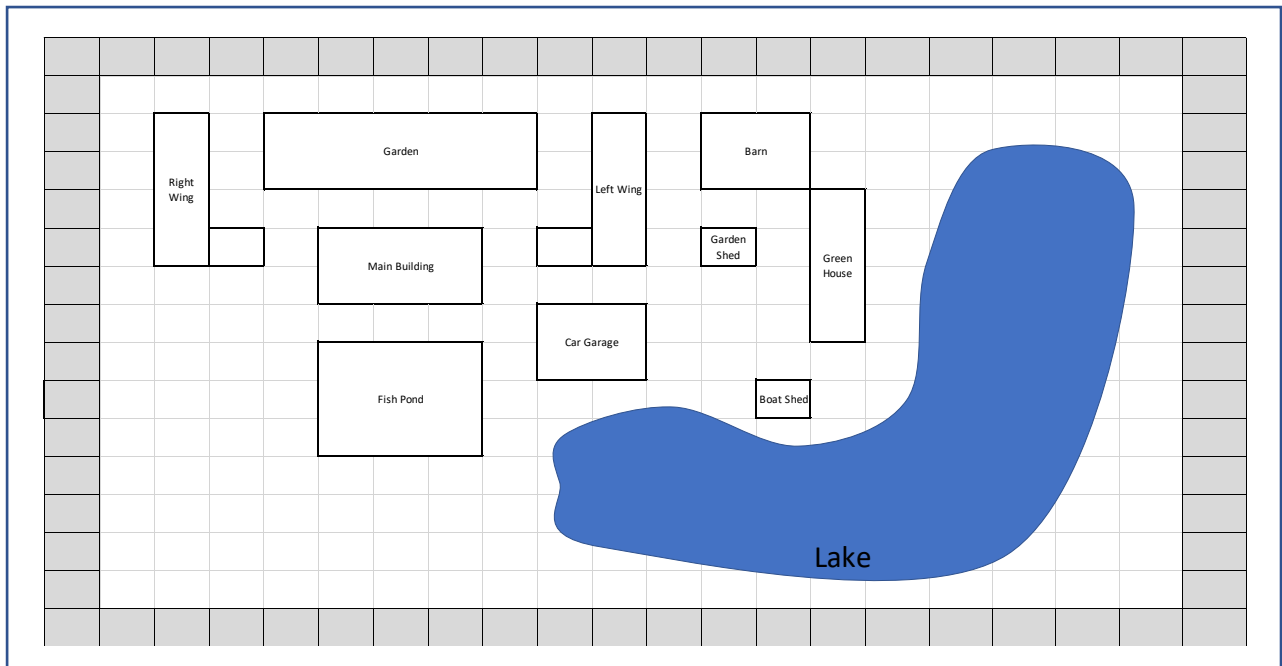 Garden
Barn
Right
Wing
Left Wing
Garden
Shed
Main Building
Green
House
Car Garage
Fish Pond
Boat Shed
Lake